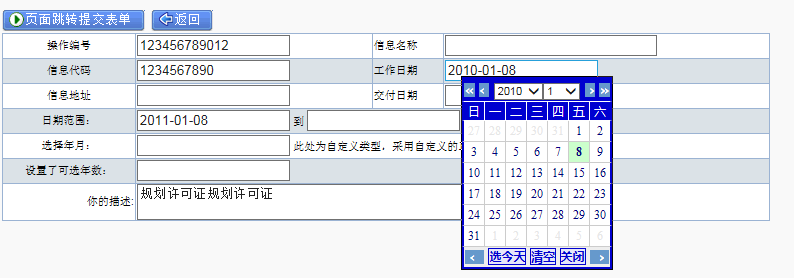 页面跳转提交表单 返回
操作编号 123456789012 信息名称
信息代码 1234567890 工作日期 2010-01-08
信息地址 交付日期
日期范围: 2011-01-08 到
选择年月: 此处为自定义类型，采用自定义的
设置了可选年数:
你的描述: 规划许可证规划许可证
2010 1
日 一 二 三 四 五 六
27 28 29 30 31 1 2
3 4 5 6 7 8 9
10 11 12 13 14 15 16
17 18 19 20 21 22 23
24 25 26 27 28 29 30
31 1 2 3 4 5 6
选今天 清空 关闭